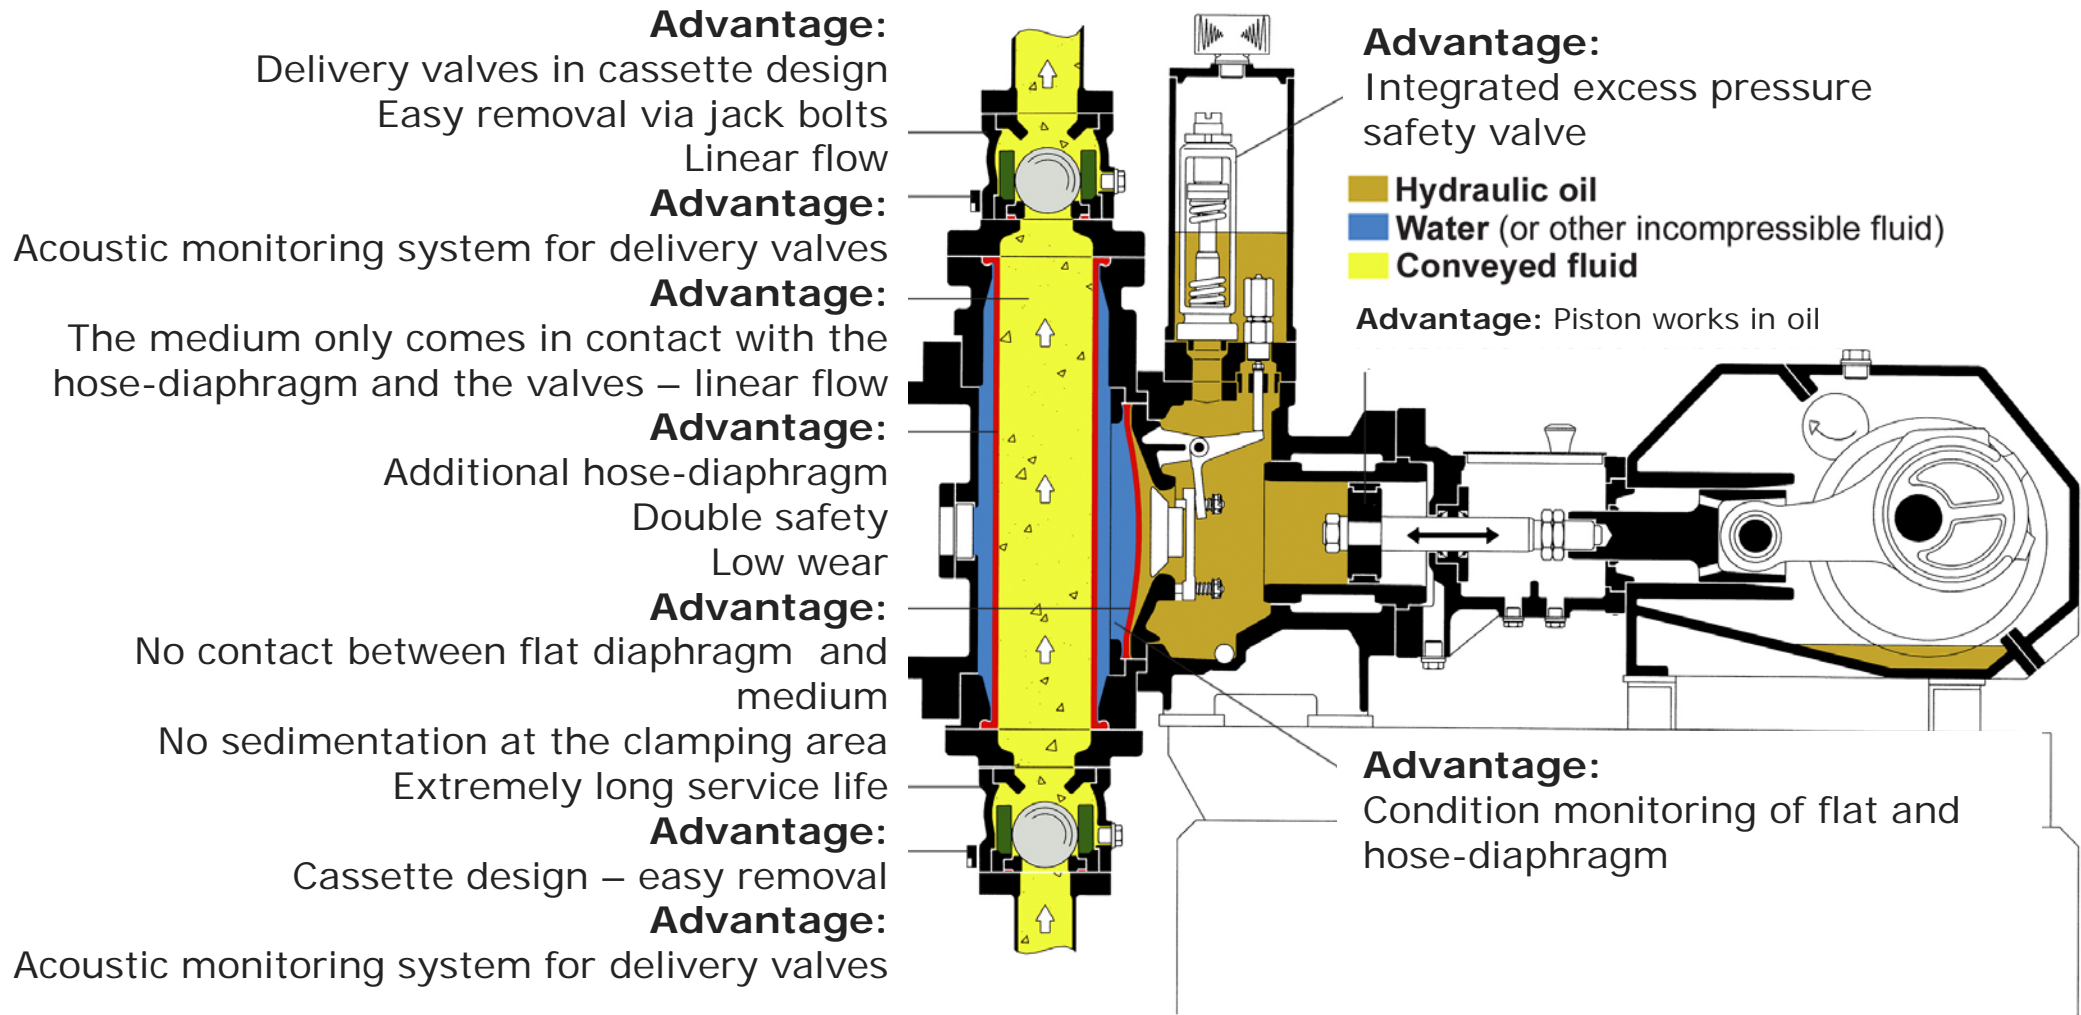 Advantage:
Delivery valves in cassette design
Easy removal via jack bolts
Linear flow
Advantage:
Acoustic monitoring system for delivery valves
Advantage:
The medium only comes in contact with the
hose-diaphragm and the valves – linear flow
Advantage:
Additional hose-diaphragm
Double safety
Low wear
Advantage:
No contact between flat diaphragm  and
medium
No sedimentation at the clamping area
Extremely long service life
Advantage:
Cassette design – easy removal
Advantage:
Acoustic monitoring system for delivery valves
Advantage:
Integrated excess pressure
safety valve
Hydraulic oil
Water (or other incompressible fluid)
Conveyed fluid
Advantage: Piston works in oil
Advantage:
Condition monitoring of flat and
hose-diaphragm